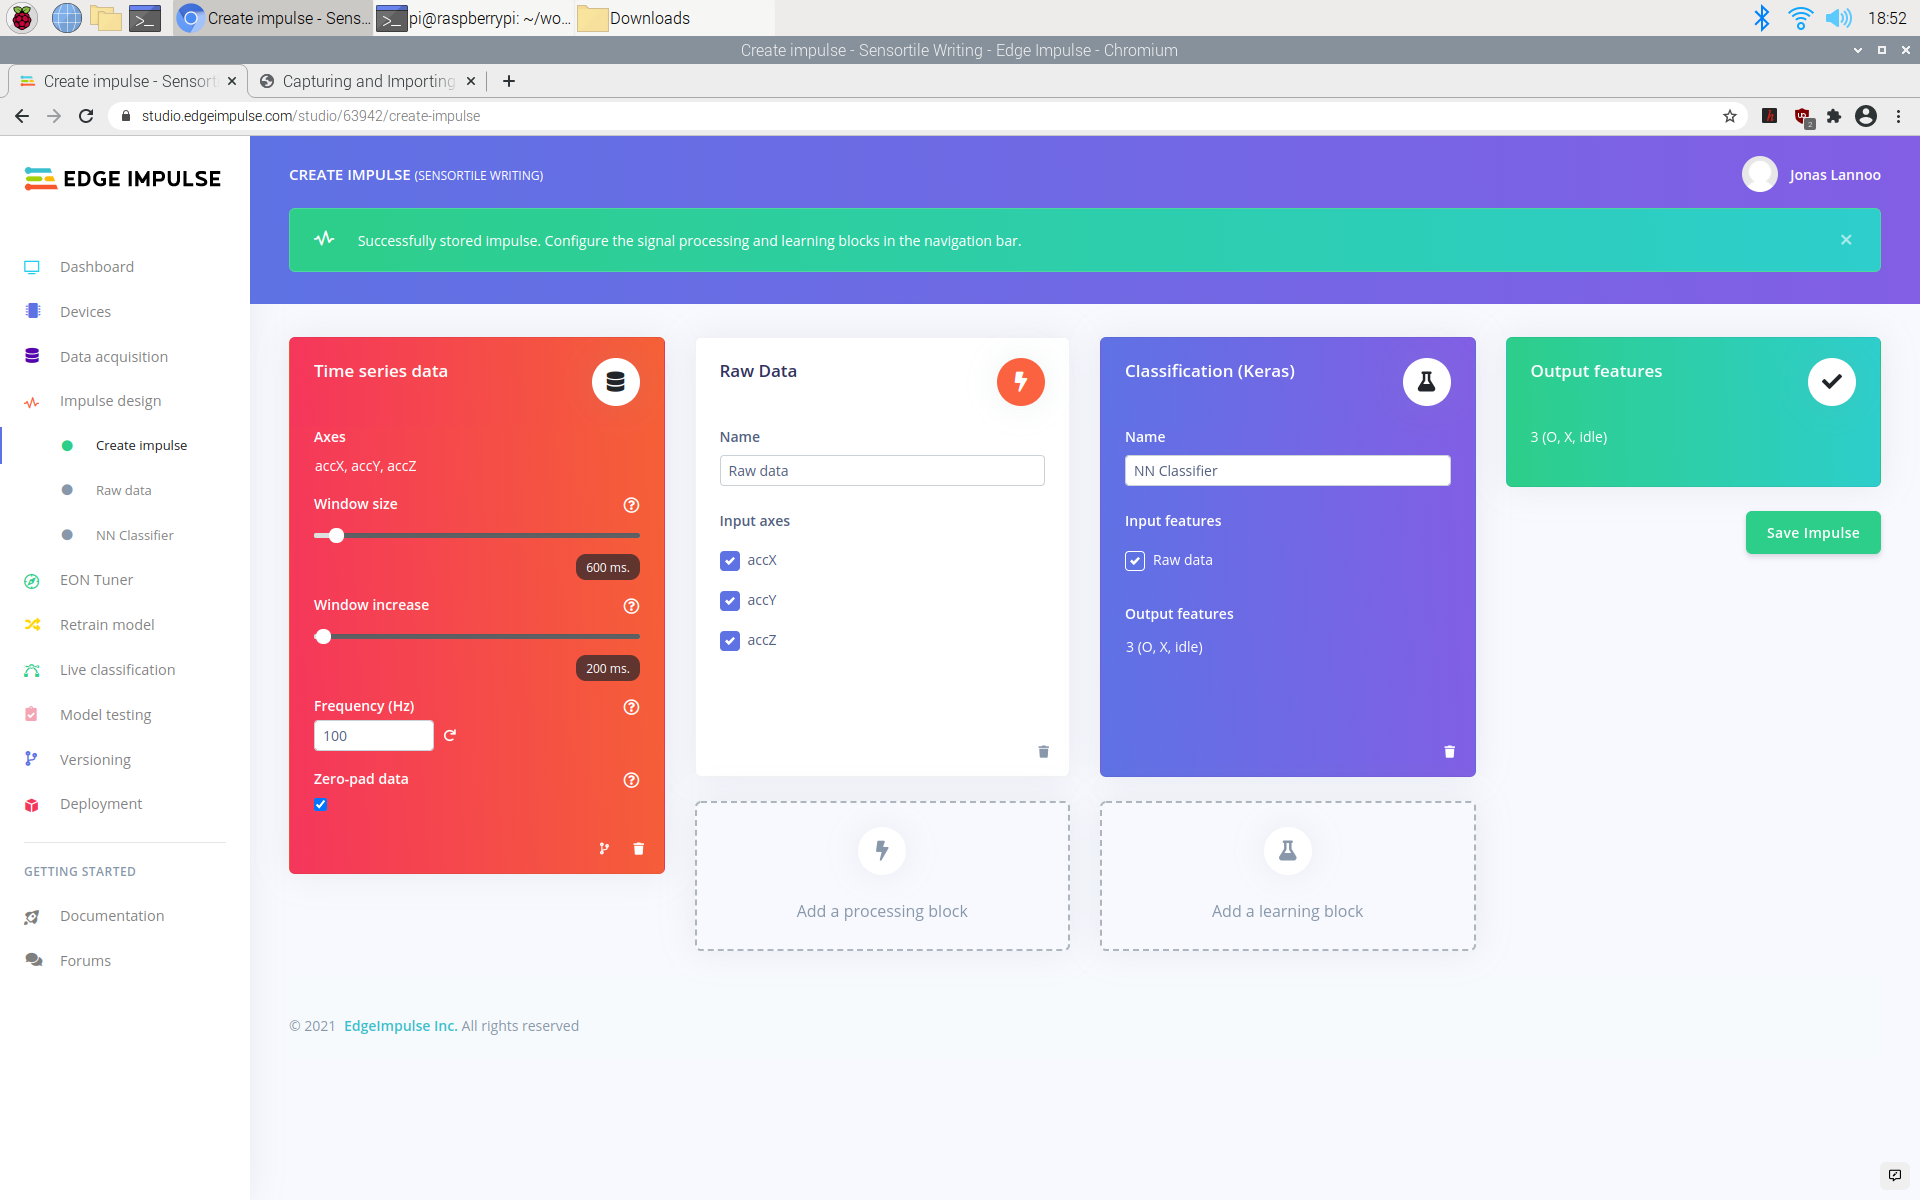 Create impulse - Sens...
pi@raspberrypi: ~/wo...
Downloads
18:52
Create impulse - Sensortile Writing - Edge Impulse - Chromium
Create impulse - Sensort
Capturing and Importing
studio.edgeimpulse.com/studio/63942/create-impulse
2
EDGE IMPULSE
Dashboard
Devices
Data acquisition
Impulse design
Create impulse
Raw data
NN Classifier
EON Tuner
Retrain model
Live classification
Model testing
Versioning
Deployment
GETTING STARTED
Documentation
Forums
CREATE IMPULSE (SENSORTILE WRITING)
Jonas Lannoo
Successfully stored impulse. Configure the signal processing and learning blocks in the navigation bar.
Time series data
Axes
accX, accY, accZ
Window size
600 ms.
Window increase
200 ms.
Frequency (Hz)
100
Zero-pad data
Raw Data
Name
Raw data
Input axes
accX
accY
accZ
Add a processing block
Classification (Keras)
Name
NN Classifier
Input features
Raw data
Output features
3 (O, X, idle)
Add a learning block
Output features
3 (O, X, idle)
Save Impulse
© 2021 EdgeImpulse Inc. All rights reserved